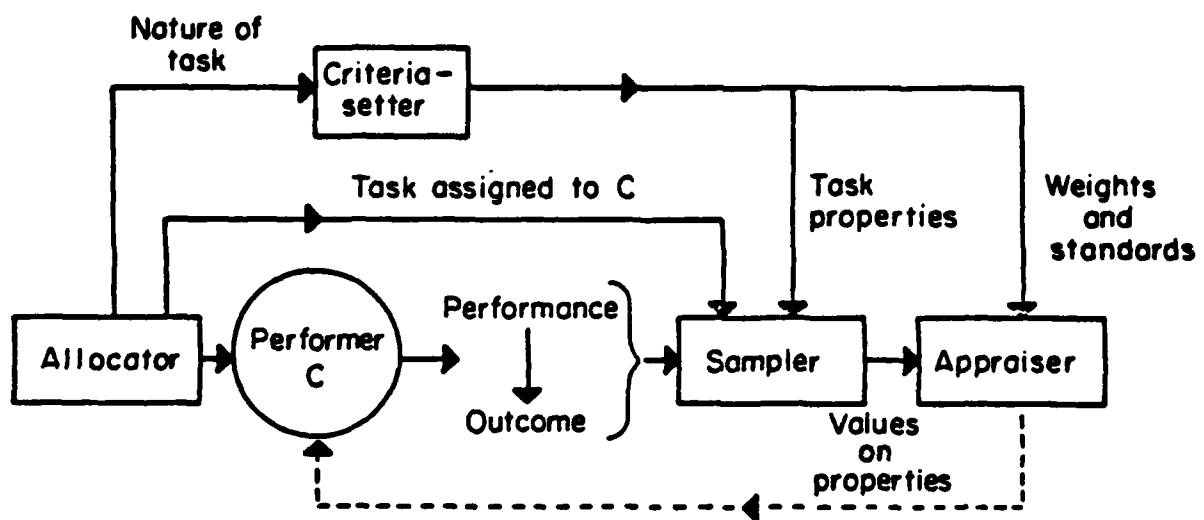 Nature of
task
Criteria-
setter
Task assigned to C
Task
properties
Weights
and
standards
Allocator
Performer
C
Performance
Outcome
Sampler
Appraiser
Values
on
properties